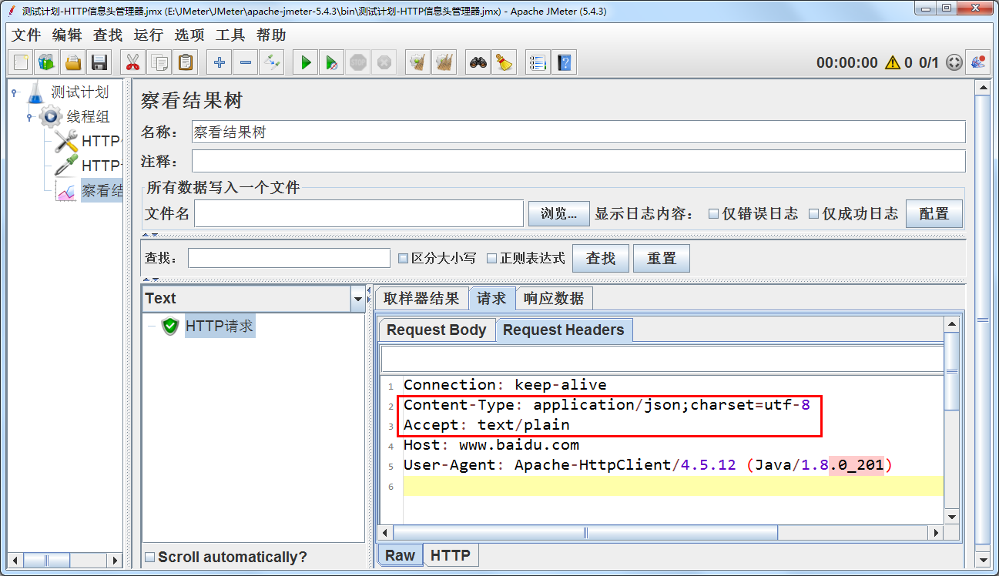 测试计划-HTTP信息头管理器.jmx (E:\JMeter\JMeter\apache-jmeter-5.4.3\bin\测试计划-HTTP信息头管理器.jmx) - Apache JMeter (5.4.3)
文件 编辑 查找 运行 选项 工具 帮助
00:00:00 0 0/1
测试计划
线程组
HTTP
HTTP
察看结
察看结果树
名称： 察看结果树
注释：
所有数据写入一个文件
文件名 浏览... 显示日志内容： 仅错误日志 仅成功日志 配置
查找： 区分大小写 正则表达式 查找 重置
Text
HTTP请求
Scroll automatically?
取样器结果 请求 响应数据
Request Body Request Headers
1 Connection: keep-alive
2 Content-Type: application/json;charset=utf-8
3 Accept: text/plain
4 Host: www.baidu.com
5 User-Agent: Apache-HttpClient/4.5.12 (Java/1.8.0_201)
6
Raw HTTP